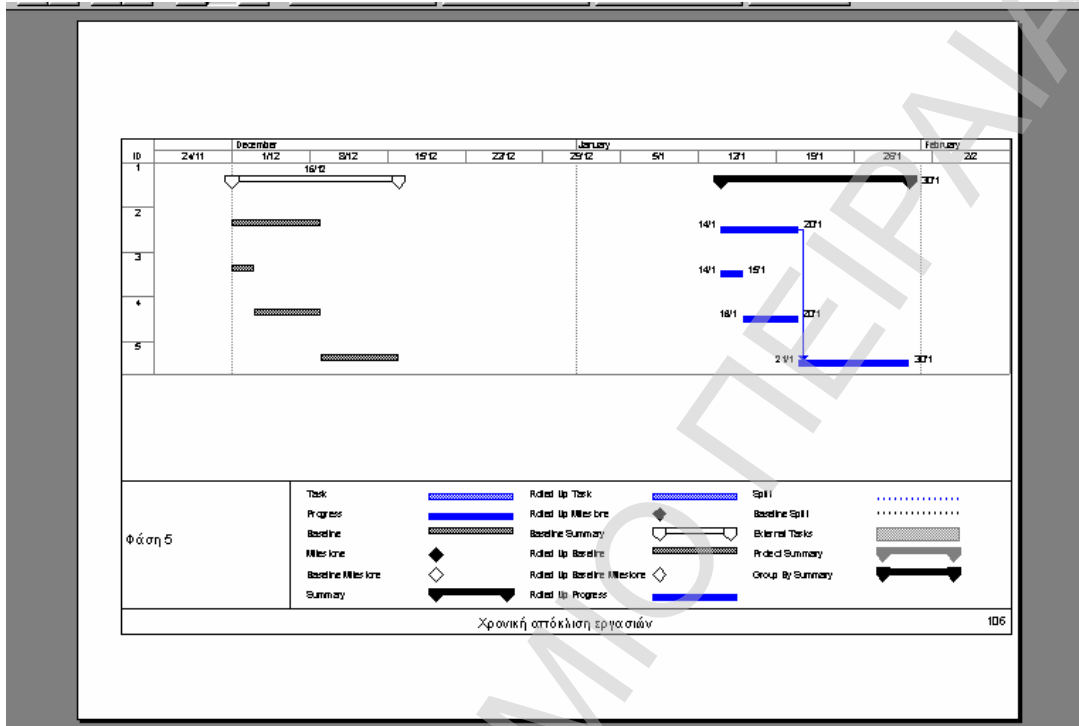 December January February
ID 24/11 1/12 8/12 15/12 22/12 29/12 5/1 12/1 19/1 26/1 2/2
1 16/12 30/1
2 14/1 20/1
3 14/1 15/1
4 16/1 20/1
5 21/1 30/1
Φάση 5
Task Rolled Up Task Split
Progress Rolled Up Milestone Baseline Split
Baseline Baseline Summary External Tasks
Milestone Rolled Up Baseline Project Summary
Baseline Milestone Rolled Up Baseline Milestone Group By Summary
Summary Rolled Up Progress
Χρονική απόκλιση εργασιών 106
ΜΙΟ ΠΕΙΡΑΙΑ